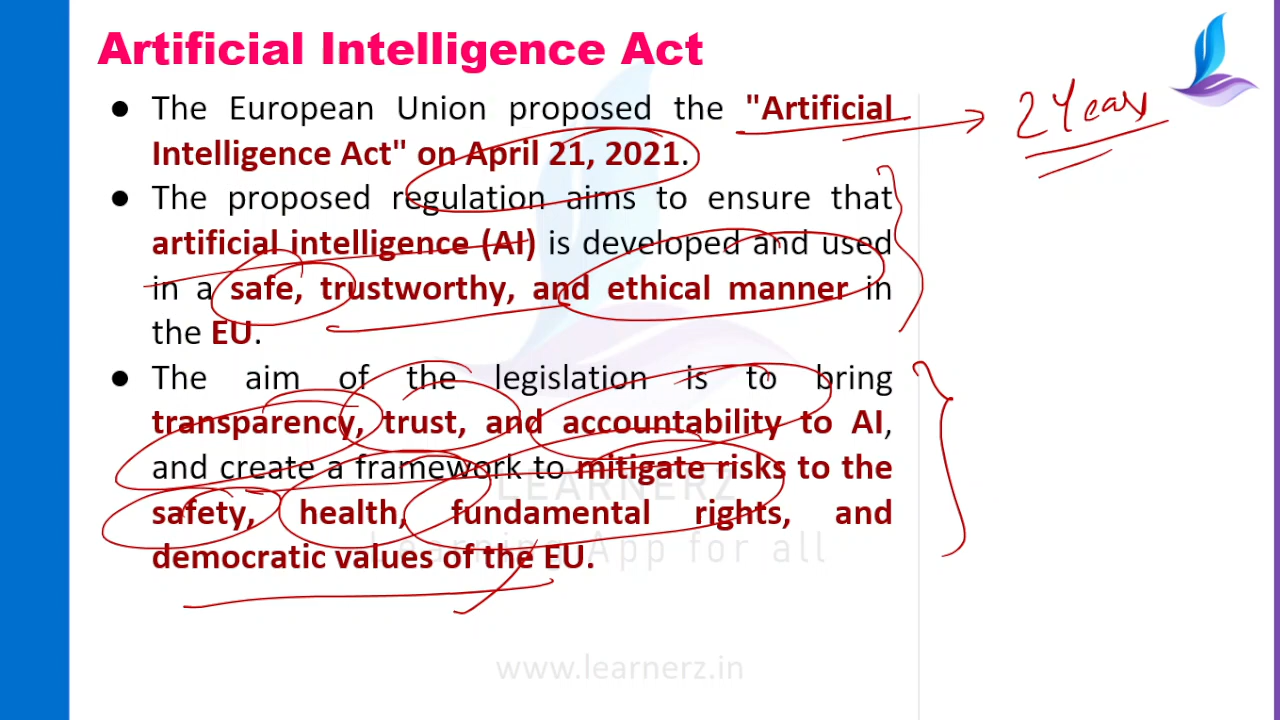 Artificial Intelligence Act
● The European Union proposed the "Artificial
Intelligence Act" on April 21, 2021.
2 Years
● The proposed regulation aims to ensure that
artificial intelligence (AI) is developed and used
in a safe, trustworthy, and ethical manner in
the EU.
● The aim of the legislation is to bring
transparency, trust, and accountability to AI,
and create a framework to mitigate risks to the
safety, health, fundamental rights, and
democratic values of the EU.
LEARNERZ
Learning App for all
www.learnerz.in